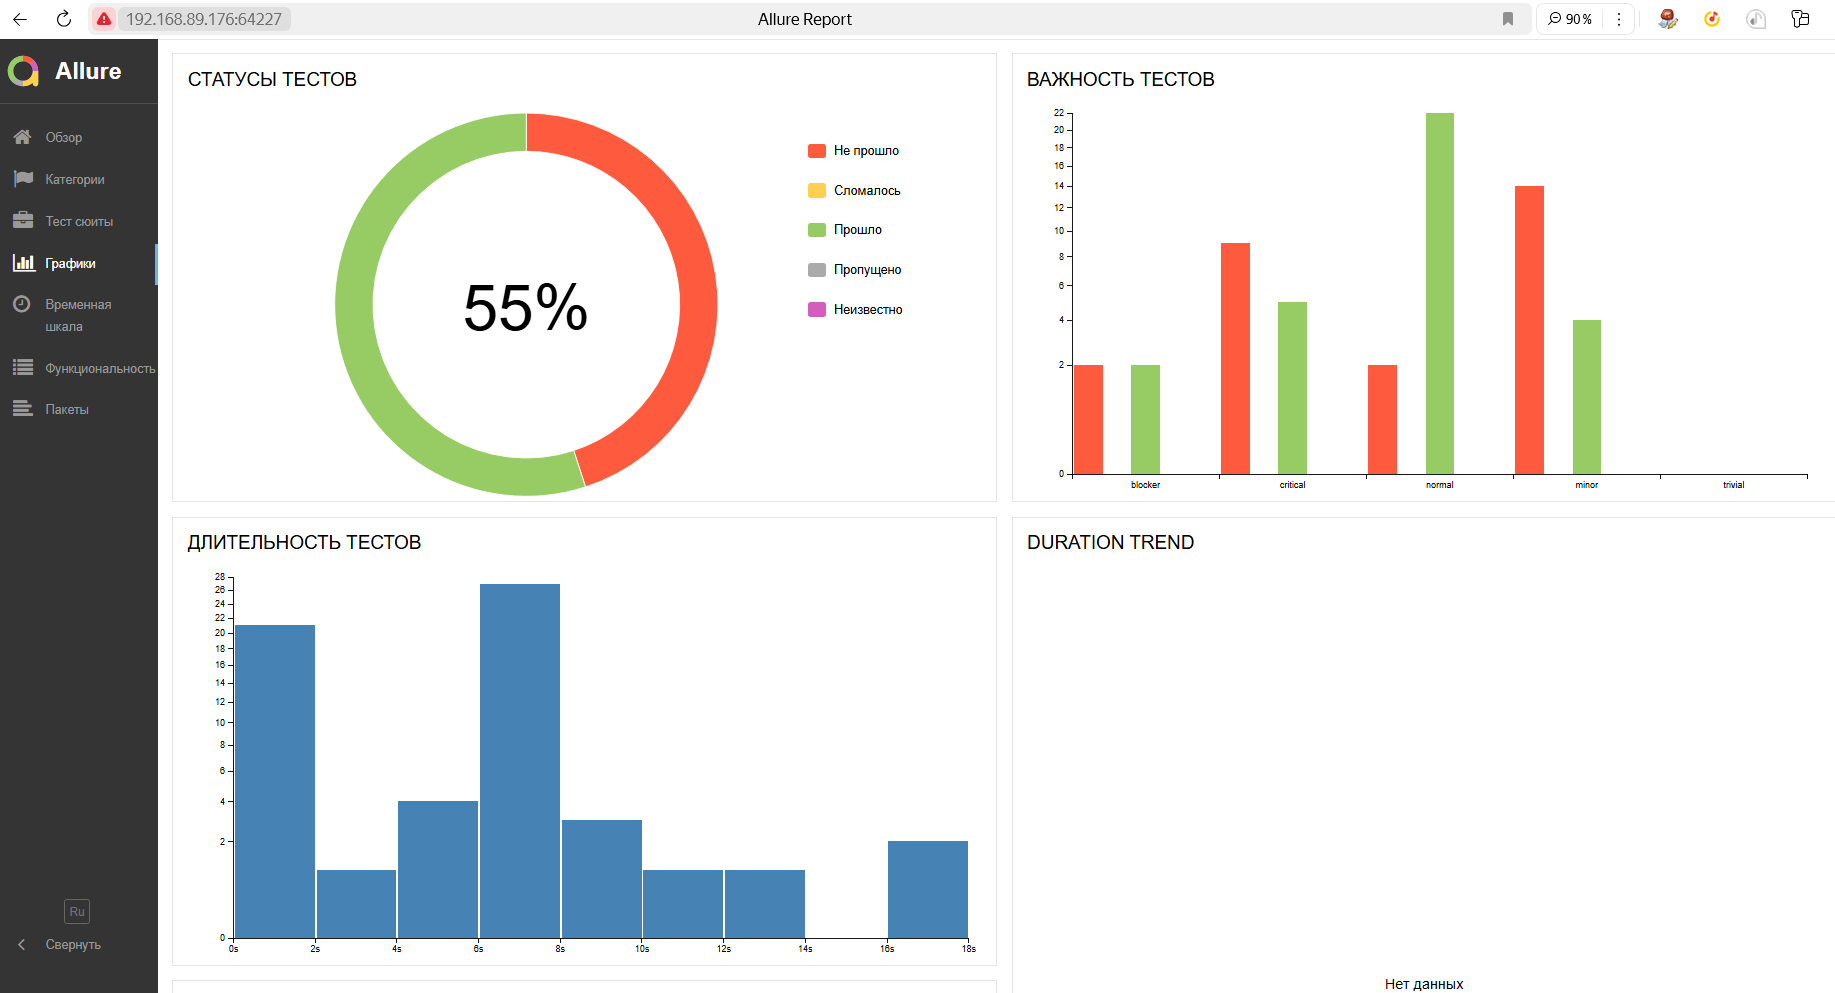 192.168.89.176:64227
Allure Report
90%
Allure
Обзор
Категории
Тест сюиты
Графики
Временная
шкала
Функциональность
Пакеты
Ru
Свернуть
СТАТУСЫ ТЕСТОВ
55%
Не прошло
Сломалось
Прошло
Пропущено
Неизвестно
ВАЖНОСТЬ ТЕСТОВ
22
20
18
16
14
12
10
8
6
4
2
0
blocker critical normal minor trivial
ДЛИТЕЛЬНОСТЬ ТЕСТОВ
28
26
24
22
20
18
16
14
12
10
8
6
4
2
0
0s 2s 4s 6s 8s 10s 12s 14s 16s 18s
DURATION TREND
Нет данных